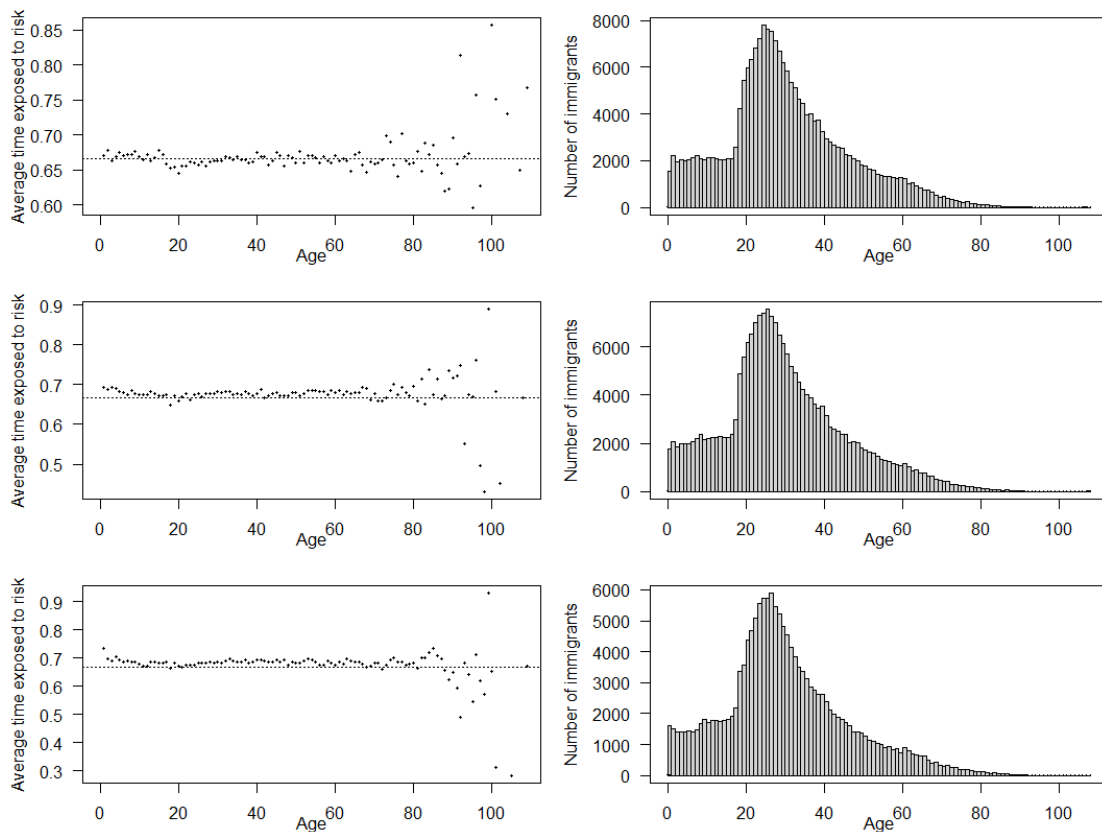 Average time exposed to risk
0.85
0.80
0.75
0.70
0.65
0.60
0 20 40 60 80 100
Age
Number of immigrants
8000
6000
4000
2000
0
0 20 40 60 80 100
Age
Average time exposed to risk
0.9
0.8
0.7
0.6
0.5
0 20 40 60 80 100
Age
Number of immigrants
6000
4000
2000
0
0 20 40 60 80 100
Age
Average time exposed to risk
0.9
0.8
0.7
0.6
0.5
0.4
0.3
0 20 40 60 80 100
Age
Number of immigrants
6000
5000
4000
3000
2000
1000
0
0 20 40 60 80 100
Age